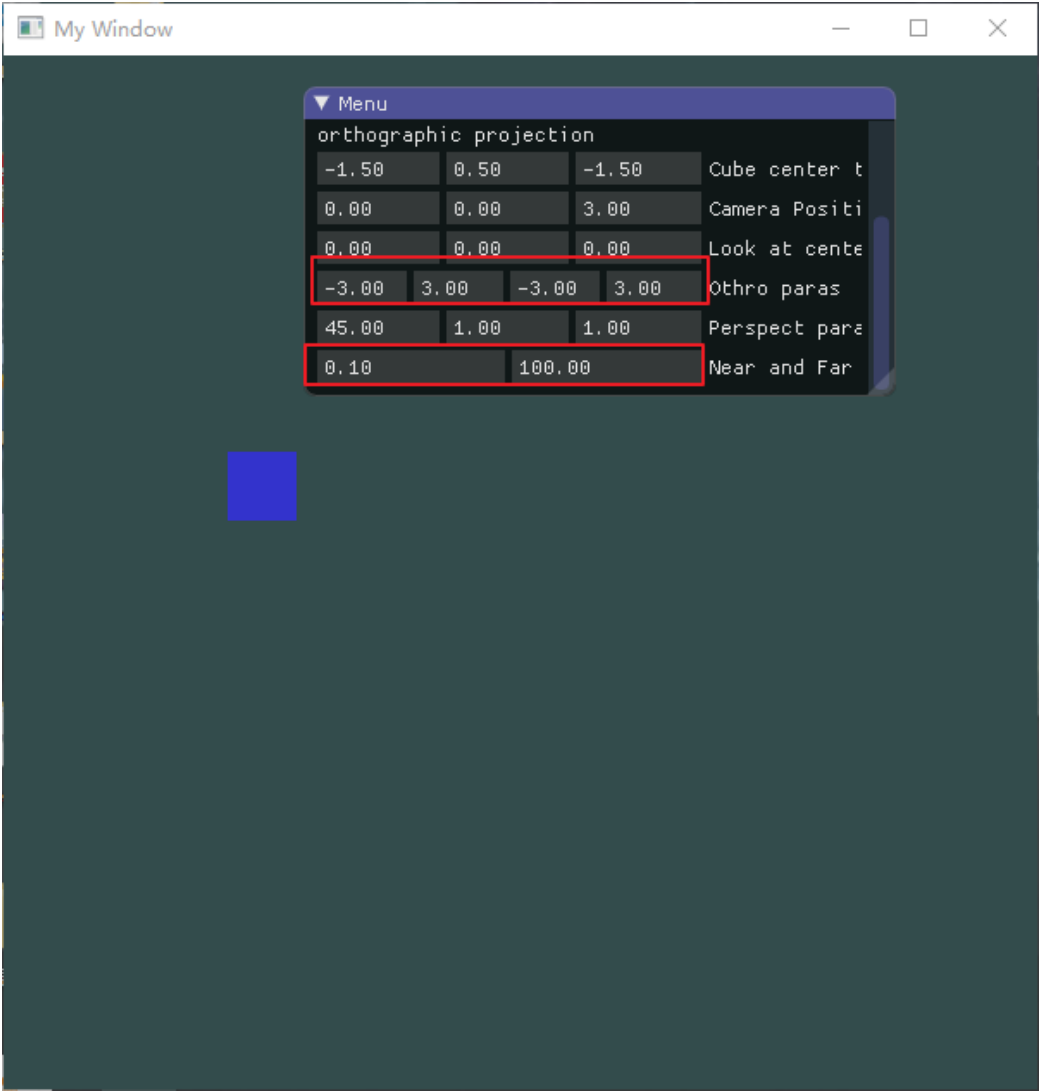 My Window
Menu
orthographic projection
-1.50 0.50 -1.50 Cube center t
0.00 0.00 3.00 Camera Positi
0.00 0.00 0.00 Look at cente
-3.00 3.00 -3.00 3.00 Othro paras
45.00 1.00 1.00 Perspect para
0.10 100.00 Near and Far